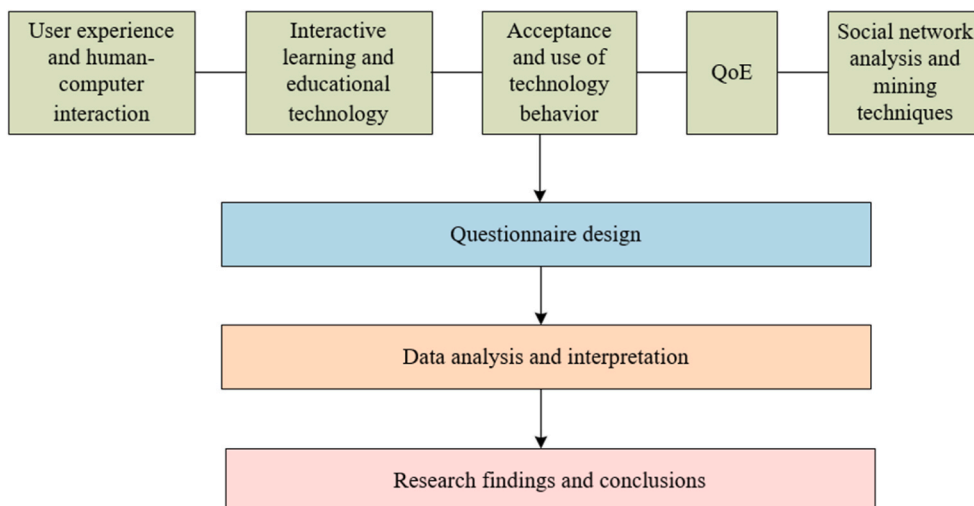 User experience
and human-
computer
interaction
Interactive
learning and
educational
technology
Acceptance
and use of
technology
behavior
QoE
Social network
analysis and
mining
techniques
Questionnaire design
Data analysis and interpretation
Research findings and conclusions